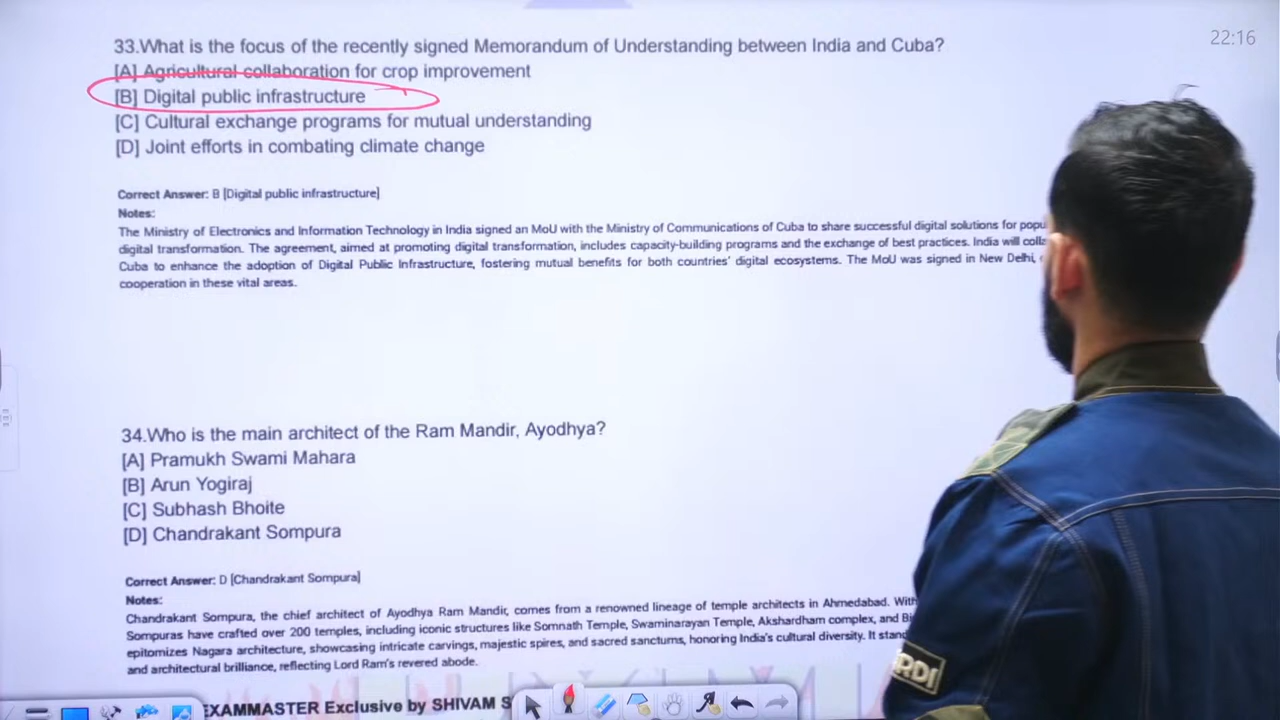 22:16
33.What is the focus of the recently signed Memorandum of Understanding between India and Cuba?
[A] Agricultural collaboration for crop improvement
[B] Digital public infrastructure
[C] Cultural exchange programs for mutual understanding
[D] Joint efforts in combating climate change
Correct Answer: B [Digital public infrastructure]
Notes:
The Ministry of Electronics and Information Technology in India signed an MoU with the Ministry of Communications of Cuba to share successful digital solutions for
digital transformation. The agreement, aimed at promoting digital transformation, includes capacity-building programs and the exchange of best practices. India will
Cuba to enhance the adoption of Digital Public Infrastructure, fostering mutual benefits for both countries' digital ecosystems. The MoU was signed in New Delhi,
cooperation in these vital areas.
34.Who is the main architect of the Ram Mandir, Ayodhya?
[A] Pramukh Swami Mahara
[B] Arun Yogiraj
[C] Subhash Bhoite
[D] Chandrakant Sompura
Correct Answer: D [Chandrakant Sompura]
Notes:
Chandrakant Sompura, the chief architect of Ayodhya Ram Mandir, comes from a renowned lineage of temple architects in Ahmedabad. With
Sompuras have crafted over 200 temples, including iconic structures like Somnath Temple, Swaminarayan Temple, Akshardham complex, and
epitomizes Nagara architecture, showcasing intricate carvings, majestic spires, and sacred sanctums, honoring India's cultural diversity. It
and architectural brilliance, reflecting Lord Ram's revered abode.
EXAMMASTER Exclusive by SHIVAM S
RDI